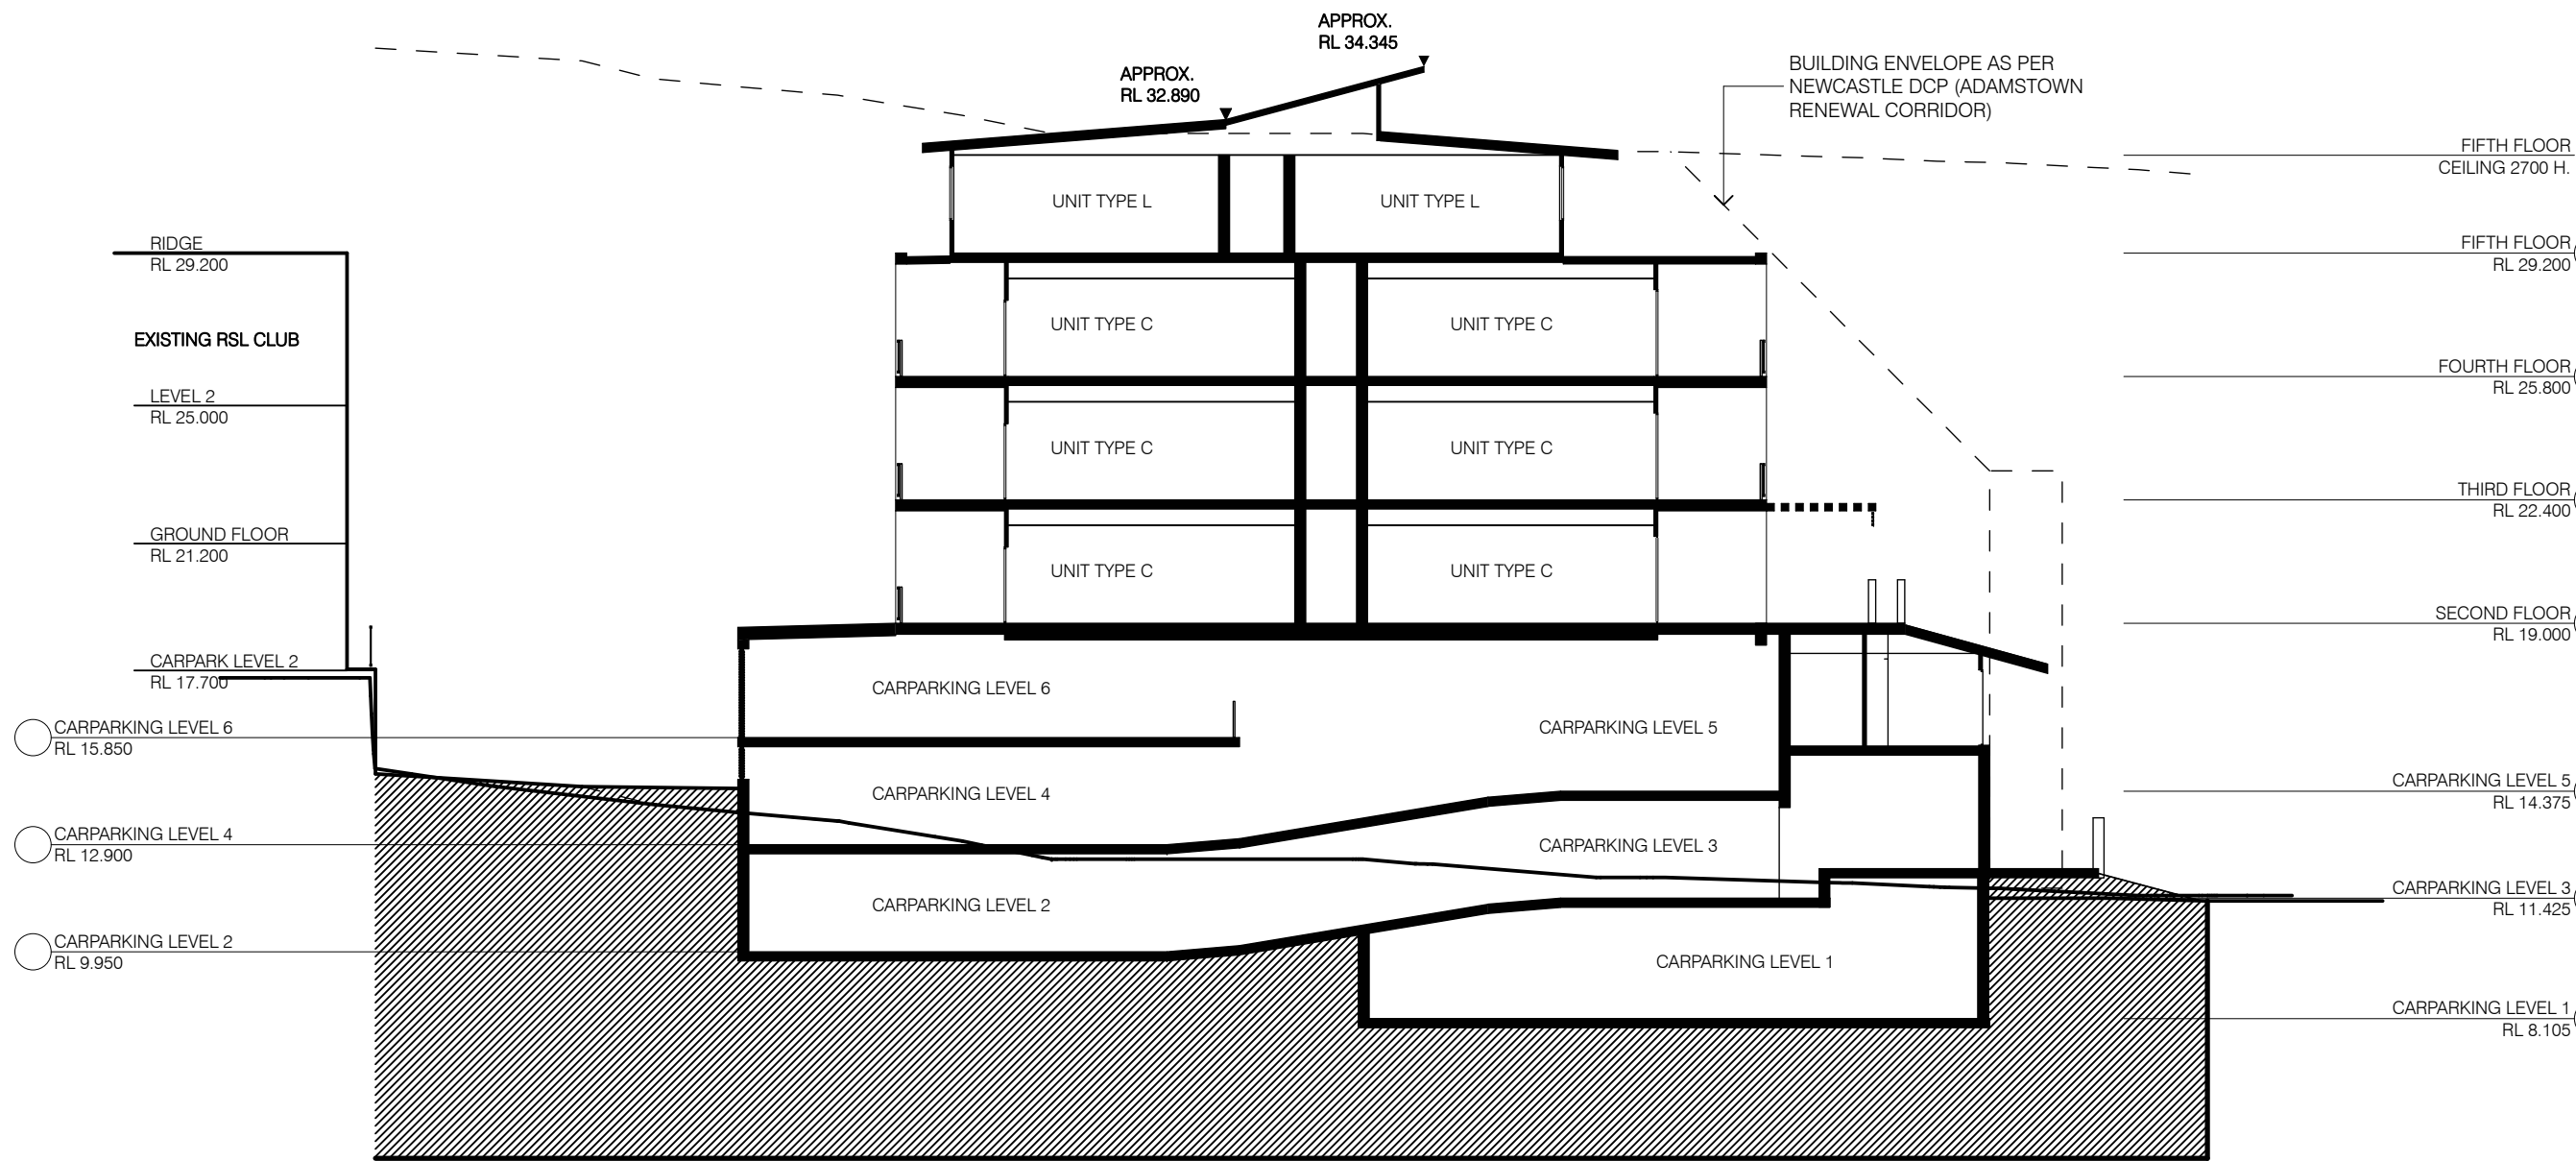 APPROX.
RL 34.345
APPROX.
RL 32.890
BUILDING ENVELOPE AS PER
NEWCASTLE DCP (ADAMSTOWN
RENEWAL CORRIDOR)
FIFTH FLOOR
CEILING 2700 H.
UNIT TYPE L
UNIT TYPE L
RIDGE
RL 29.200
FIFTH FLOOR
RL 29.200
EXISTING RSL CLUB
UNIT TYPE C
UNIT TYPE C
FOURTH FLOOR
RL 25.800
LEVEL 2
RL 25.000
UNIT TYPE C
UNIT TYPE C
THIRD FLOOR
RL 22.400
GROUND FLOOR
RL 21.200
UNIT TYPE C
UNIT TYPE C
SECOND FLOOR
RL 19.000
CARPARK LEVEL 2
RL 17.700
CARPARKING LEVEL 6
CARPARKING LEVEL 6
RL 15.850
CARPARKING LEVEL 5
CARPARKING LEVEL 4
CARPARKING LEVEL 5
RL 14.375
CARPARKING LEVEL 4
RL 12.900
CARPARKING LEVEL 3
CARPARKING LEVEL 3
RL 11.425
CARPARKING LEVEL 2
CARPARKING LEVEL 2
RL 9.950
CARPARKING LEVEL 1
CARPARKING LEVEL 1
RL 8.105